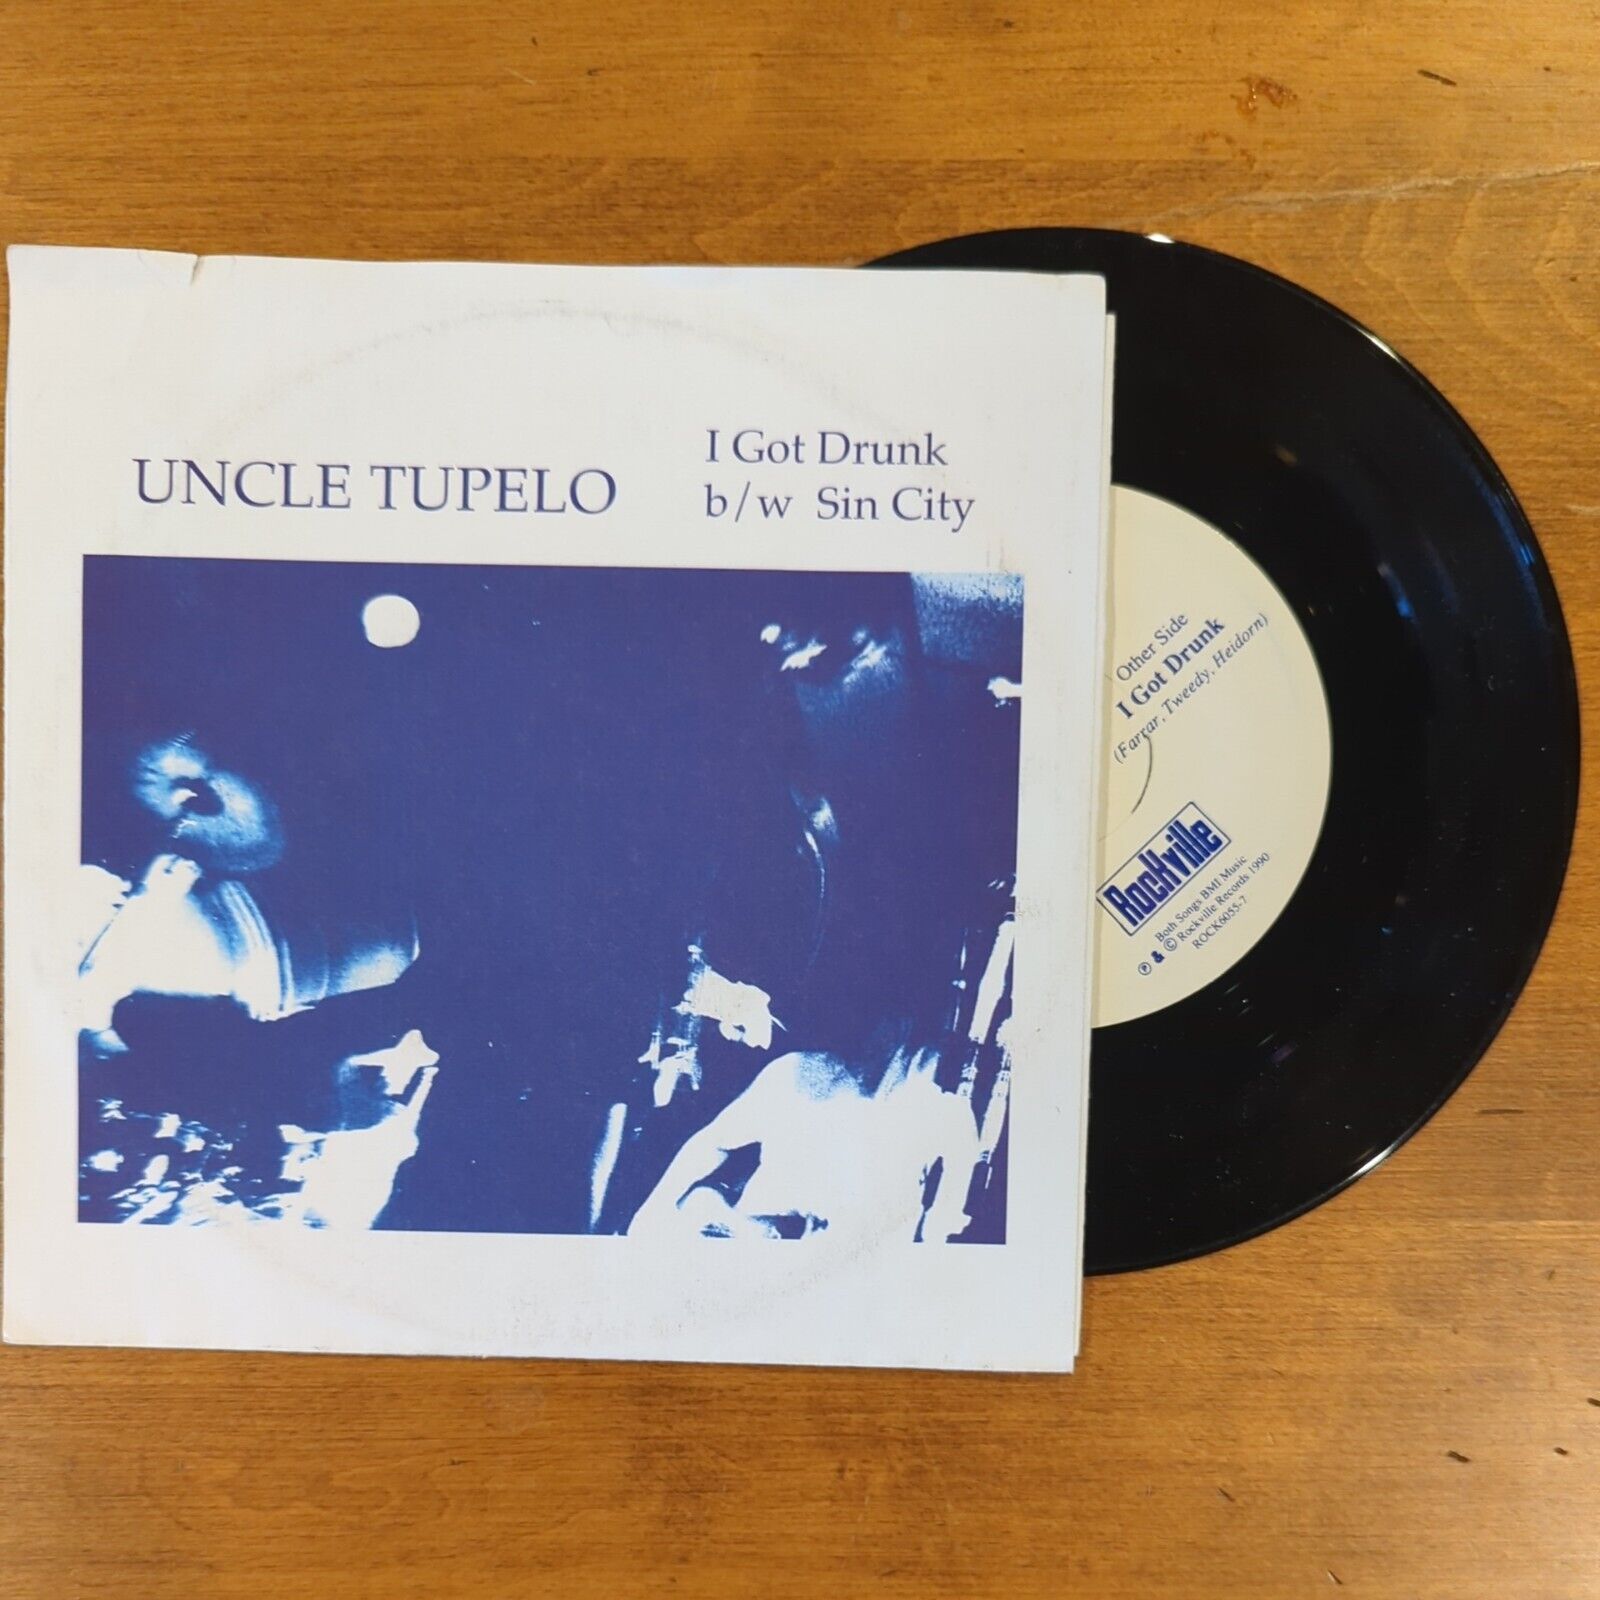 UNCLE TUPELO
I Got Drunk
b/w Sin City
Other Side
I Got Drunk
(Farrar, Tweedy, Heidorn)
Rockville
Both Songs BMI Music
℗ & © Rockville Records 1990
ROCK6055-7